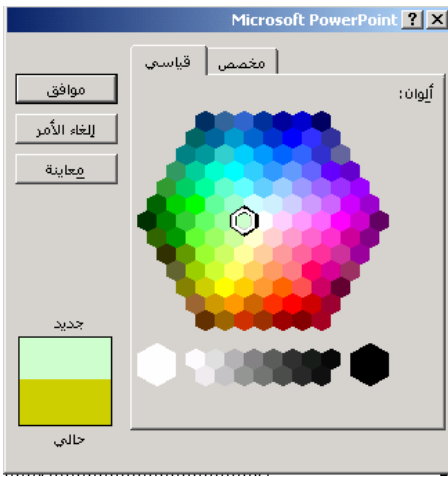 Microsoft PowerPoint ? ×
قياسي
مخصص
ألوان:
موافق
إلغاء الأمر
معاينة
جديد
حالي